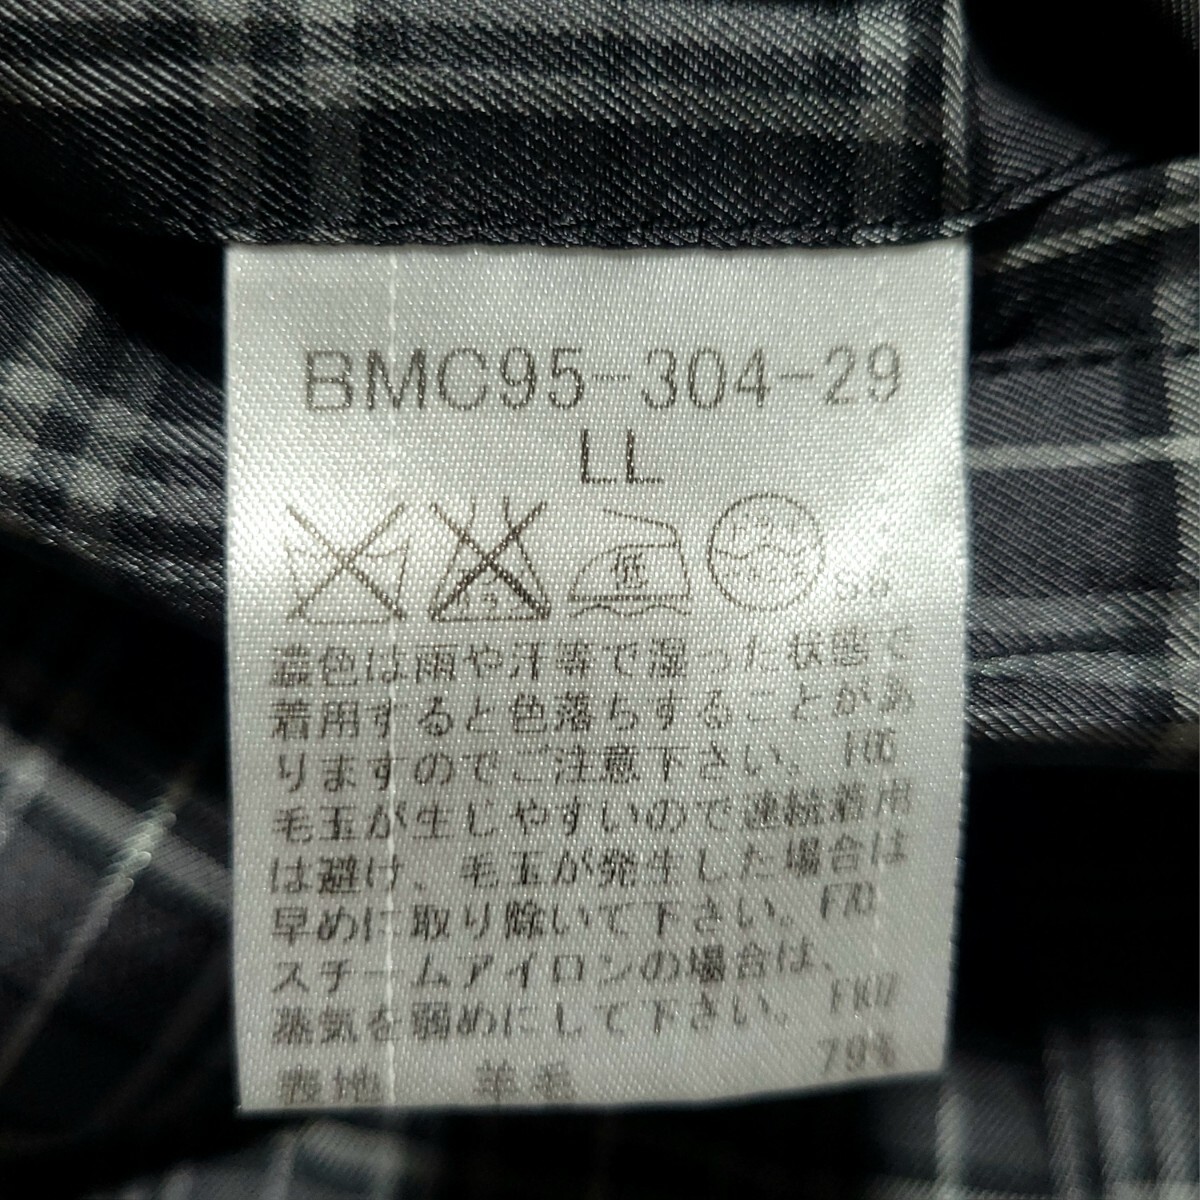 BMC95-304-29
LL
低
濃色は雨や汗等で湿った状態で
着用すると色落ちすることがあ
りますのでご注意下さい。 F06
毛玉が生じやすいので連続着用
は避け、毛玉が発生した場合は
早めに取り除いて下さい。 F70
スチームアイロンの場合は、
蒸気を弱めにして下さい。
表地 羊毛 79%